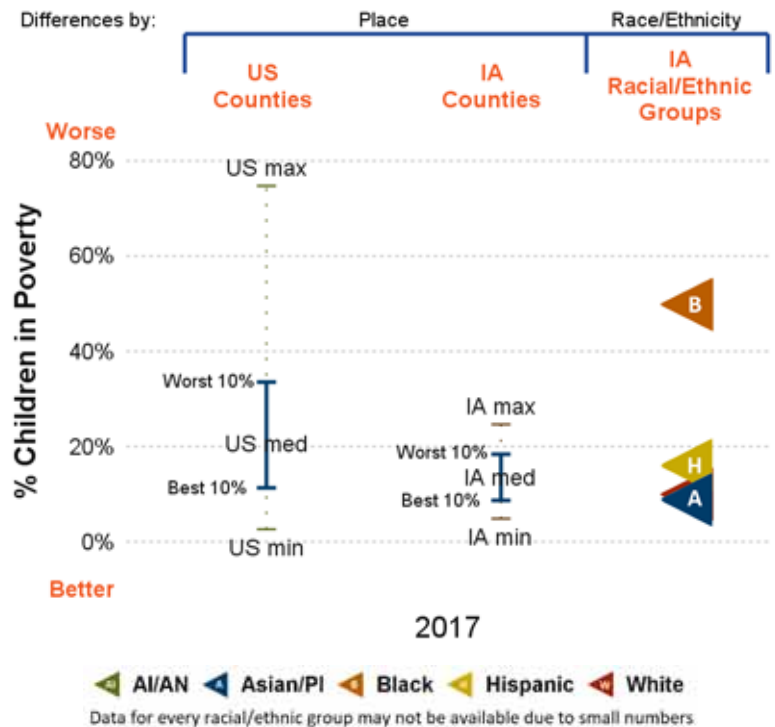 Differences by: Place Race/Ethnicity
US Counties
IA Counties
IA Racial/Ethnic Groups
Worse
% Children in Poverty
80%
US max
60%
B
40%
Worst 10%
IA max
20%
US med
Worst 10%
H
IA med
Best 10%
Best 10%
A
0%
US min
IA min
Better
2017
AI/AN Asian/PI Black Hispanic White
Data for every racial/ethnic group may not be available due to small numbers